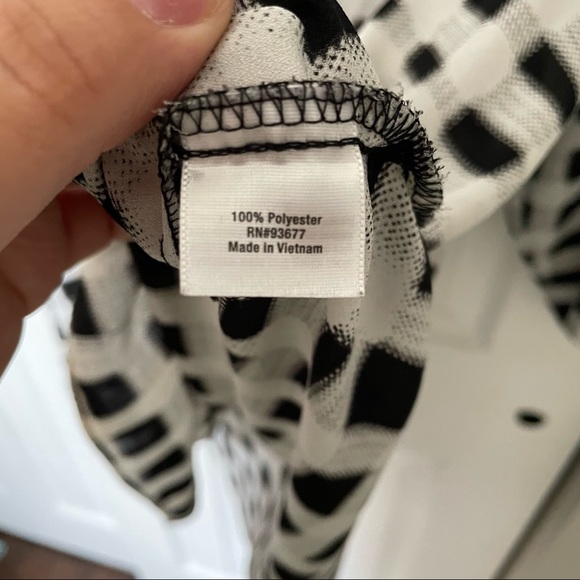 100% Polyester
RN#93677
Made in Vietnam